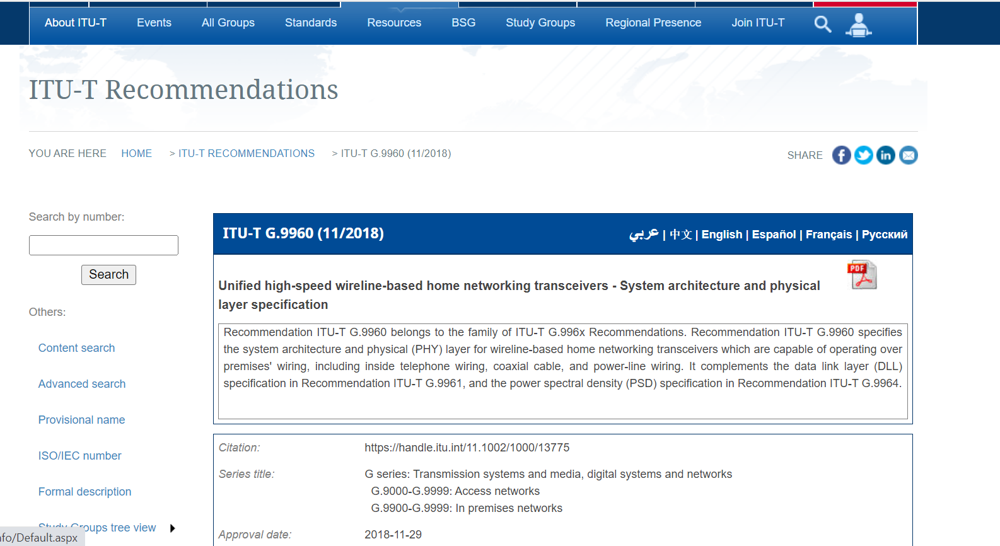 About ITU-T Events All Groups Standards Resources BSG Study Groups Regional Presence Join ITU-T
ITU-T Recommendations
YOU ARE HERE HOME > ITU-T RECOMMENDATIONS > ITU-T G.9960 (11/2018)
SHARE
Search by number:
Search
Others:
Content search
Advanced search
Provisional name
ISO/IEC number
Formal description
Study Groups tree view
nfo/Default.aspx
ITU-T G.9960 (11/2018)
عربي | 中文 | English | Español | Français | Русский
PDF
Unified high-speed wireline-based home networking transceivers - System architecture and physical
layer specification
Recommendation ITU-T G.9960 belongs to the family of ITU-T G.996x Recommendations. Recommendation ITU-T G.9960 specifies
the system architecture and physical (PHY) layer for wireline-based home networking transceivers which are capable of operating over
premises' wiring, including inside telephone wiring, coaxial cable, and power-line wiring. It complements the data link layer (DLL)
specification in Recommendation ITU-T G.9961, and the power spectral density (PSD) specification in Recommendation ITU-T G.9964.
Citation: https://handle.itu.int/11.1002/1000/13775
Series title: G series: Transmission systems and media, digital systems and networks
G.9000-G.9999: Access networks
G.9900-G.9999: In premises networks
Approval date: 2018-11-29